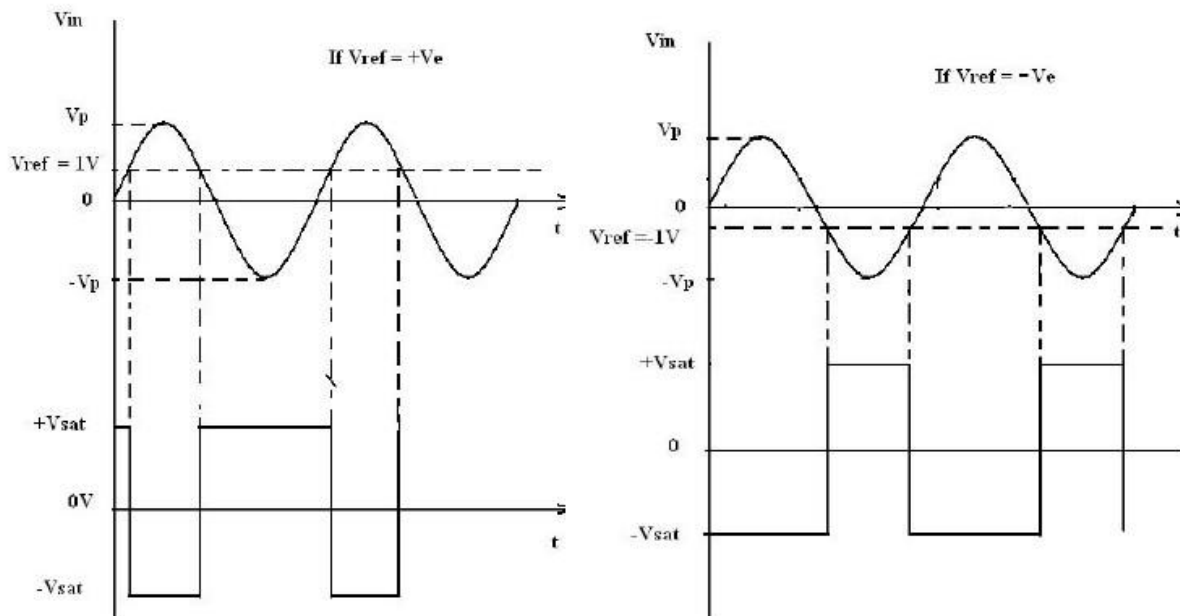 Vin
If Vref = +Ve
Vp
Vref = 1V
0
t
-Vp
+Vsat
0V
t
-Vsat
Vin
If Vref = -Ve
Vp
0
Vref =-1V
t
-Vp
+Vsat
0
-Vsat